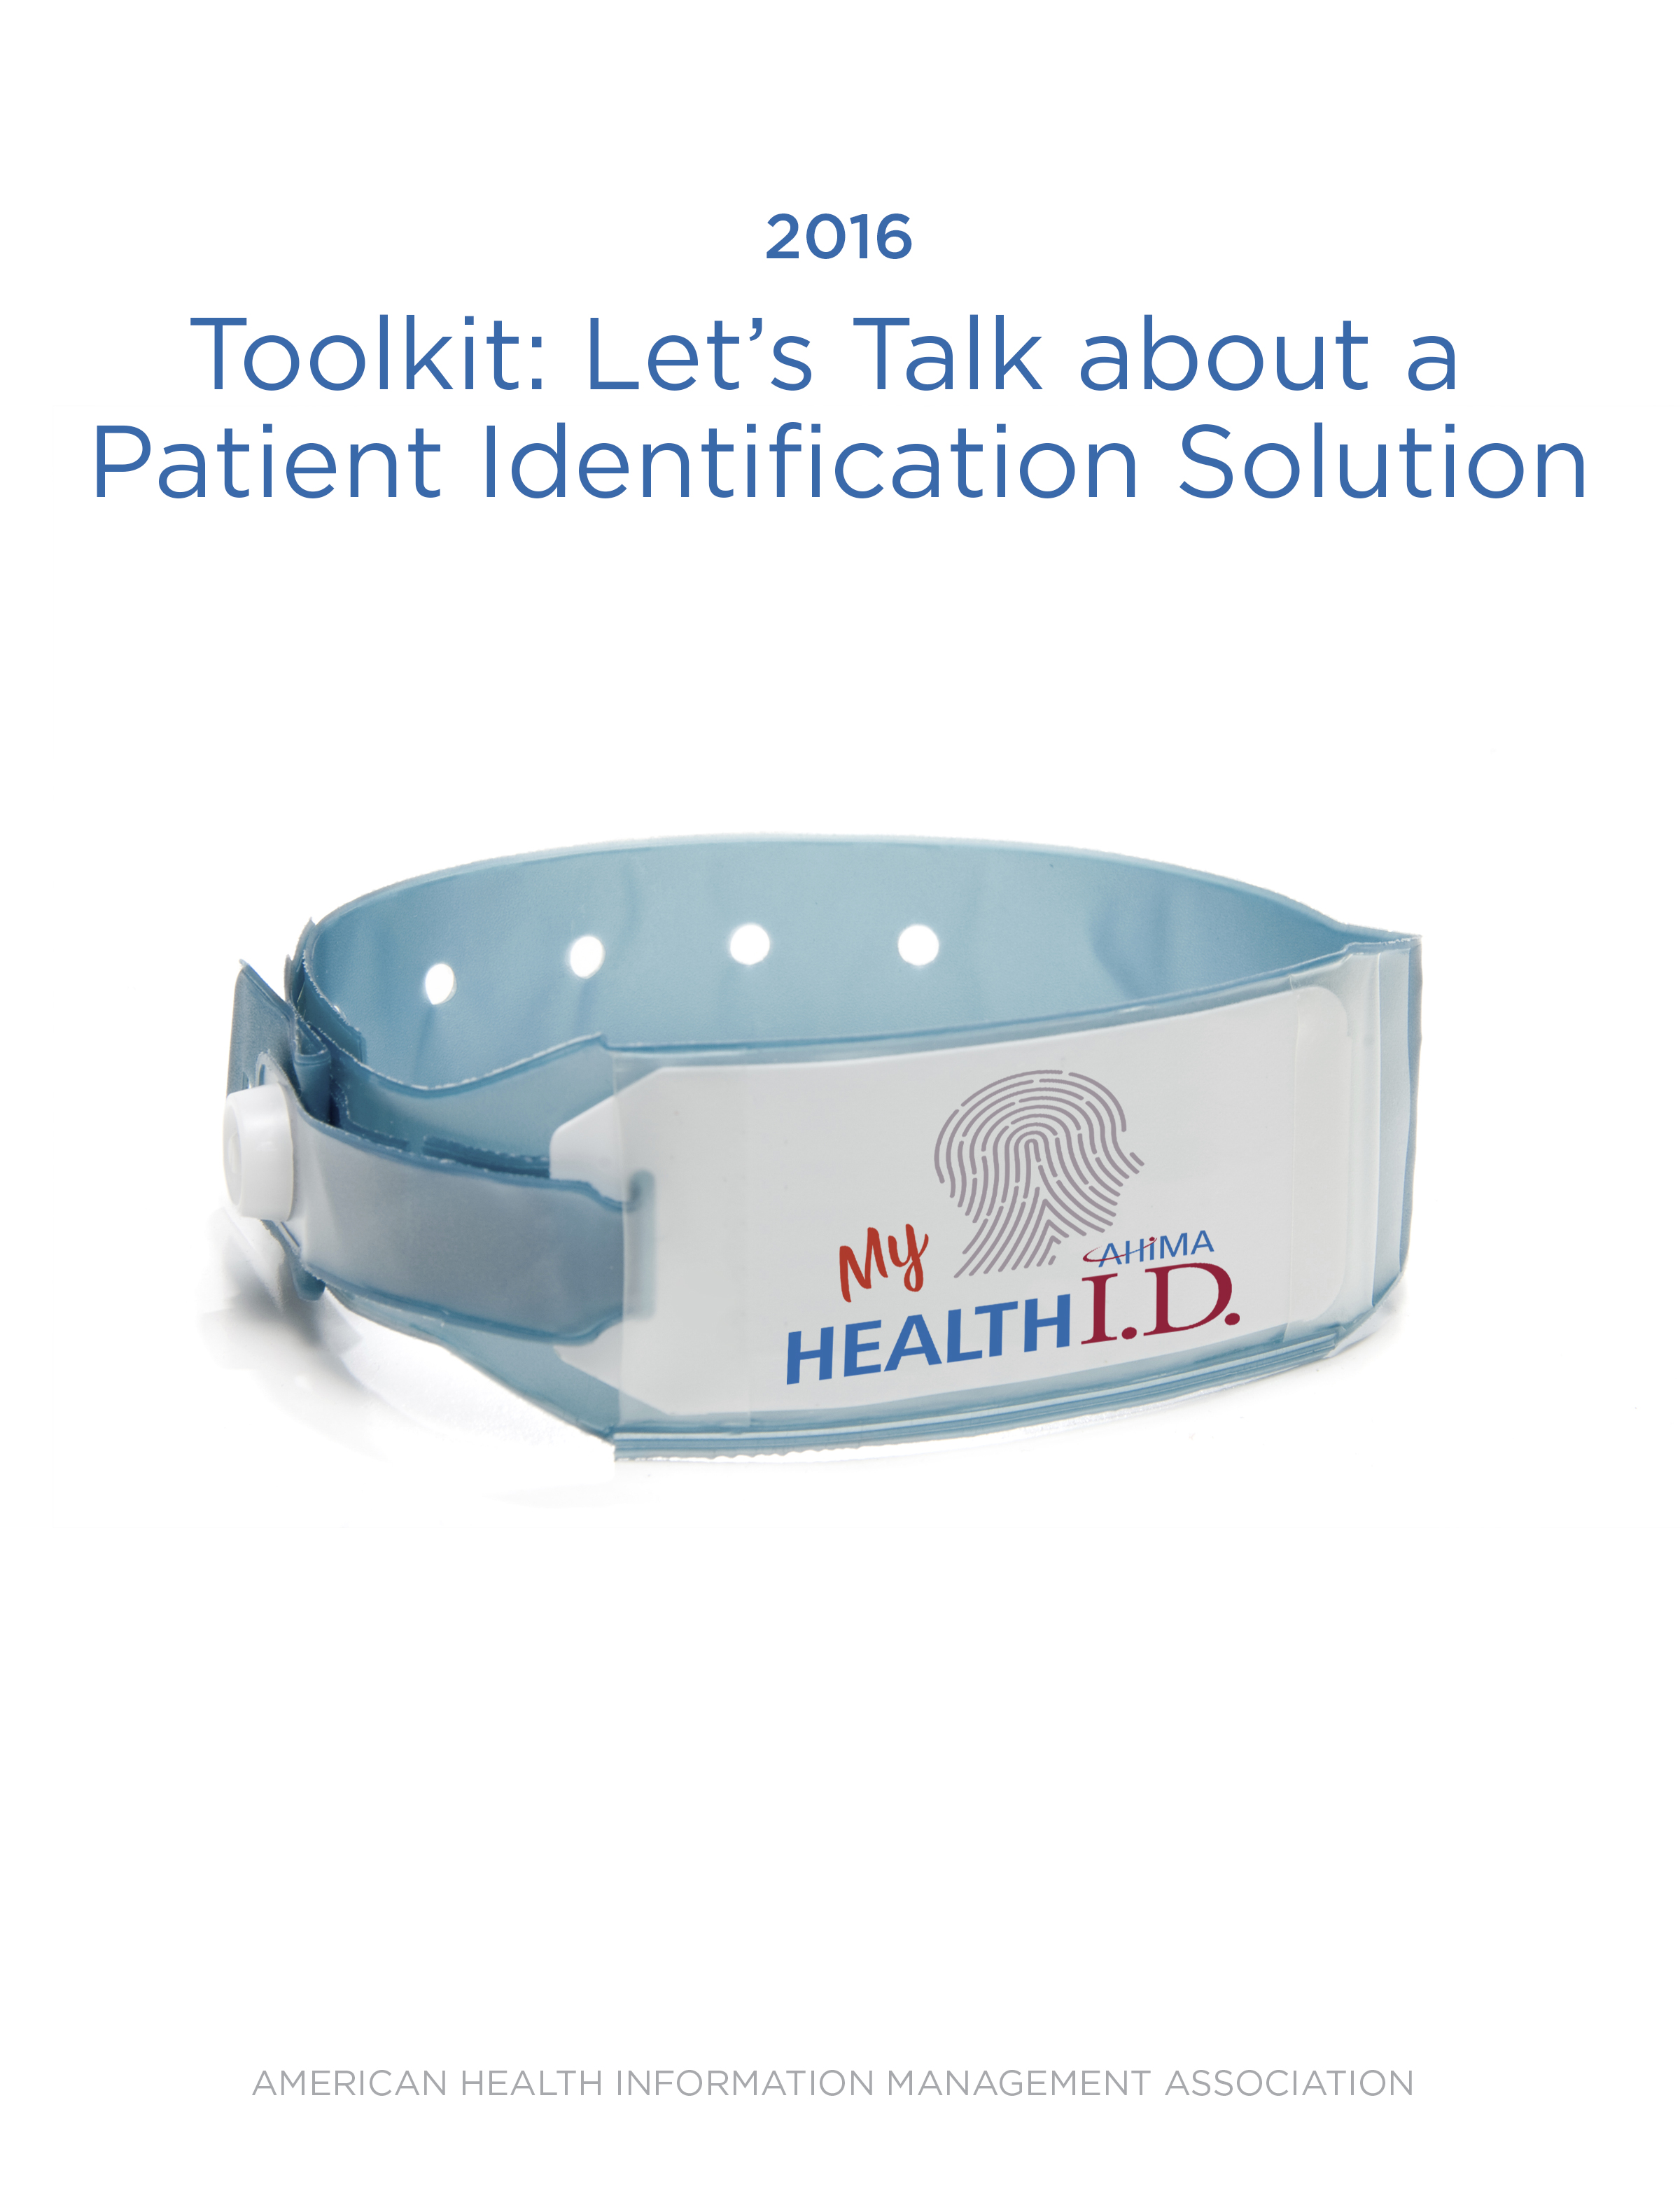 2016
Toolkit: Let’s Talk about a
Patient Identification Solution
My
AHIMA
HEALTH I.D.
AMERICAN HEALTH INFORMATION MANAGEMENT ASSOCIATION